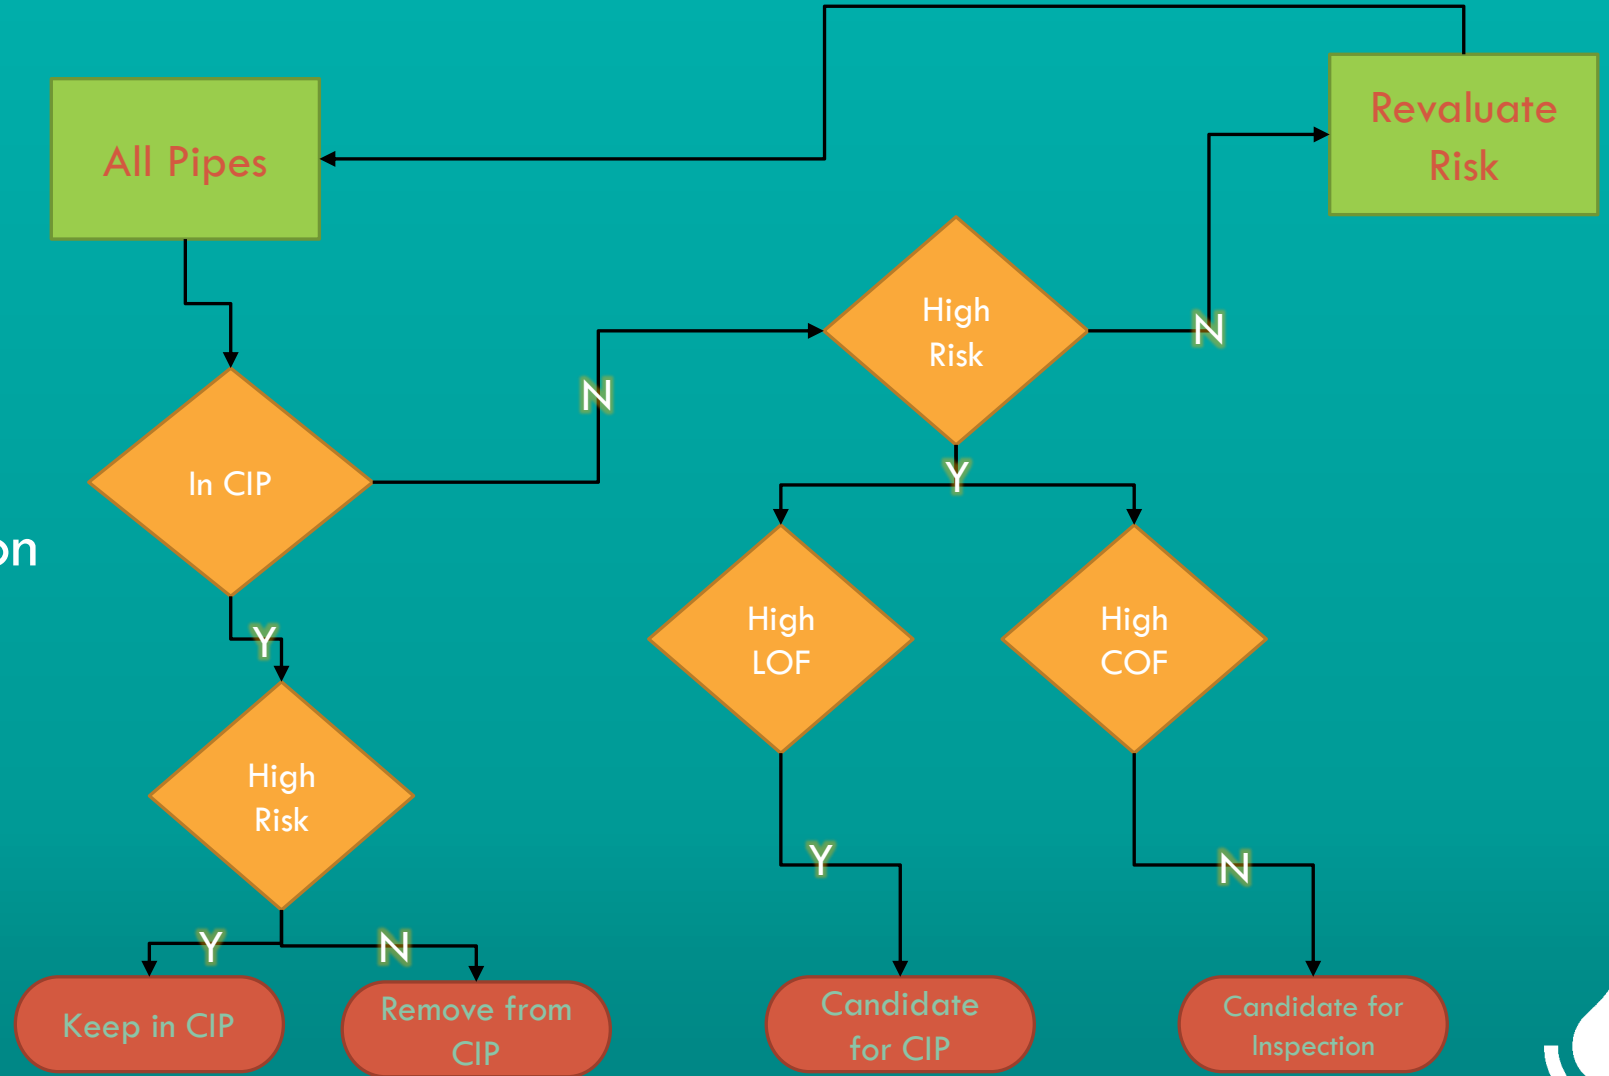 Revaluate
Risk
All Pipes
High
Risk
N
N
In CIP
Y
on
High
LOF
High
COF
Y
High
Risk
Y
N
Y
N
Keep in CIP
Remove from
CIP
Candidate
for CIP
Candidate for
Inspection